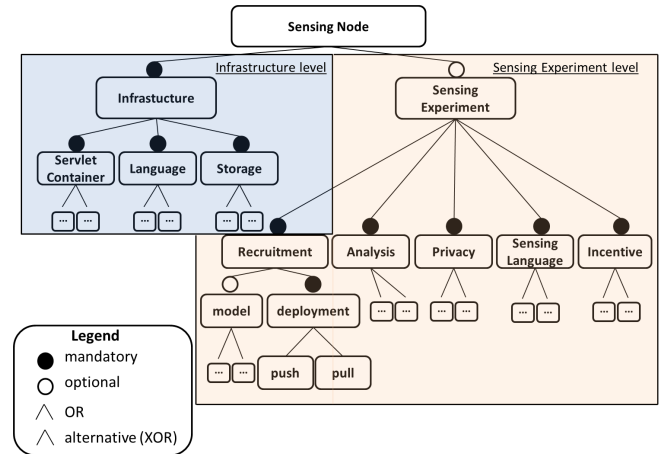 Sensing Node
Infrastructure level
Sensing Experiment level
Infrastucture
Sensing
Experiment
Servlet
Container
Language
Storage
... ... ... ... ... ...
Recruitment
Analysis
Privacy
Sensing
Language
Incentive
model
deployment
... ... ... ... ... ... ... ...
... ...
push
pull
Legend
mandatory
optional
OR
alternative (XOR)